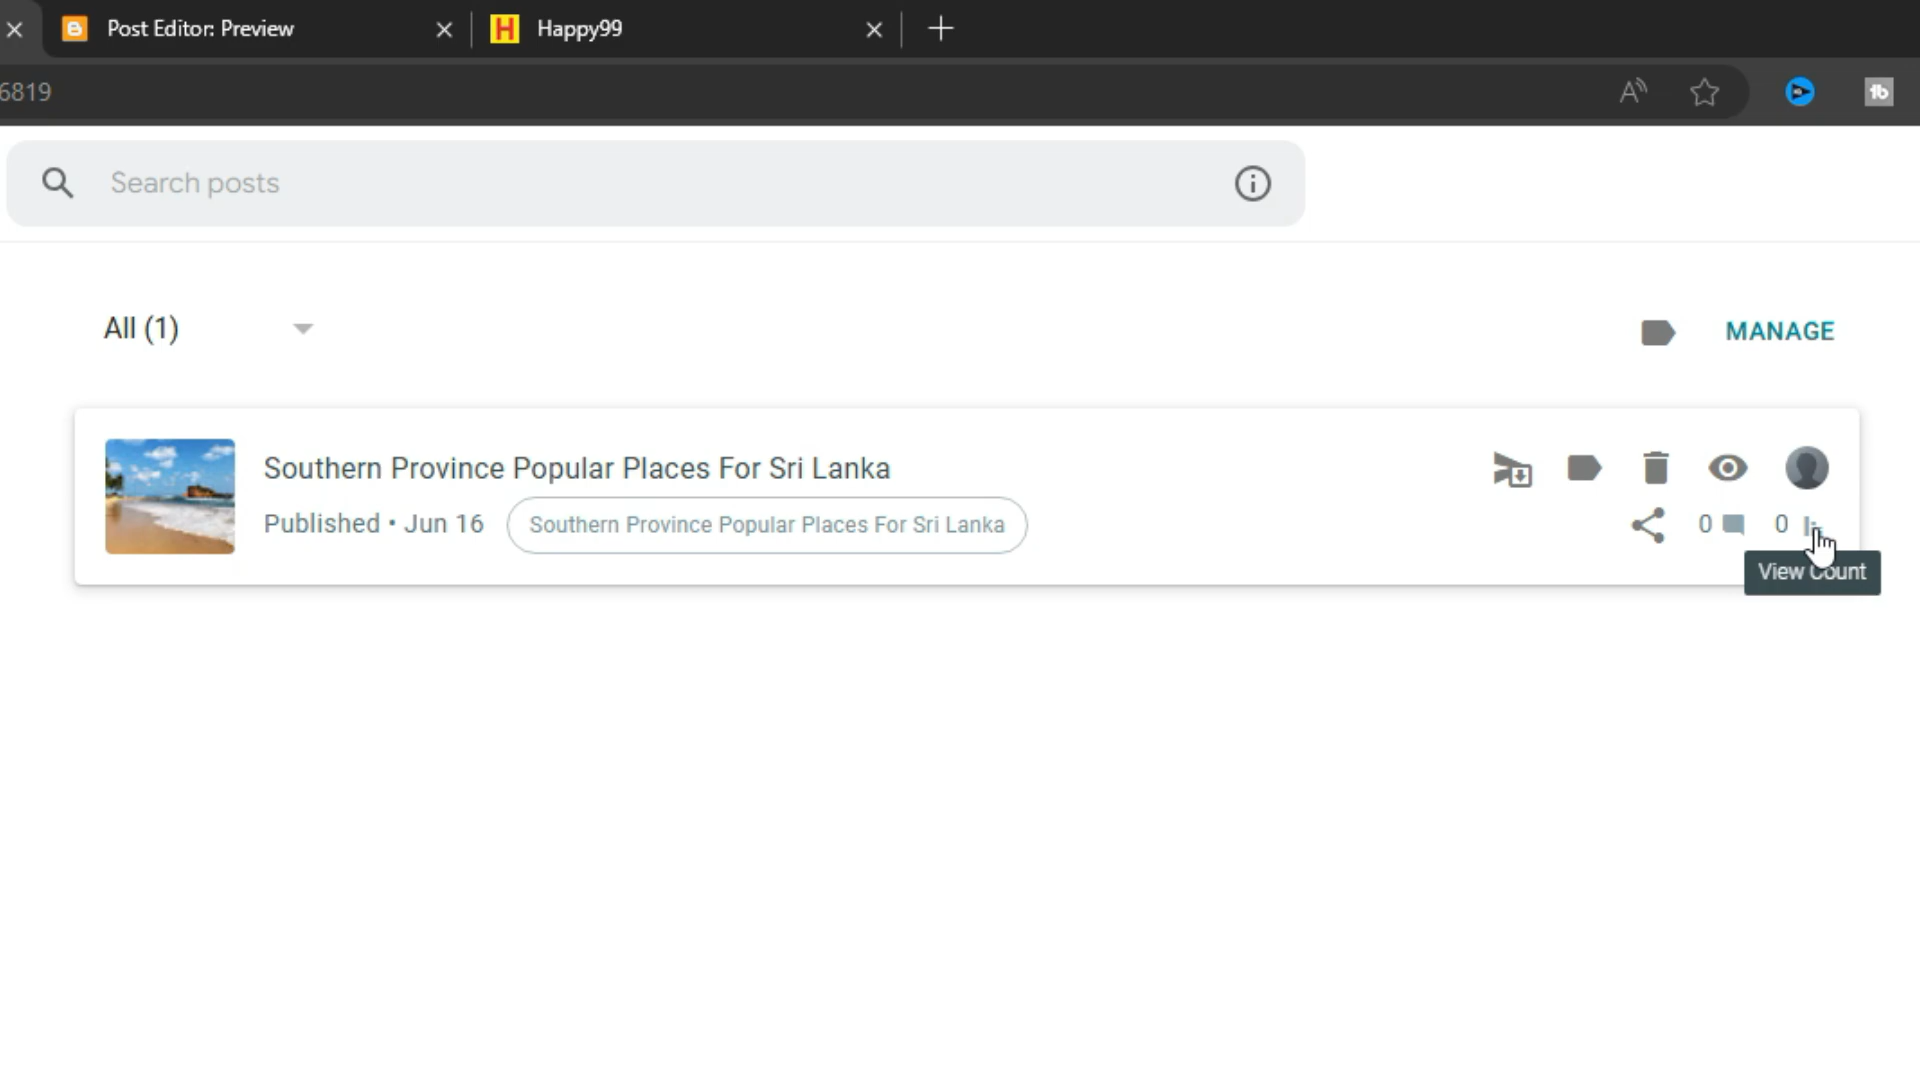 Post Editor: Preview
H Happy99
6819
Search posts
All (1)
MANAGE
Southern Province Popular Places For Sri Lanka
Published • Jun 16
Southern Province Popular Places For Sri Lanka
0
0
View Count